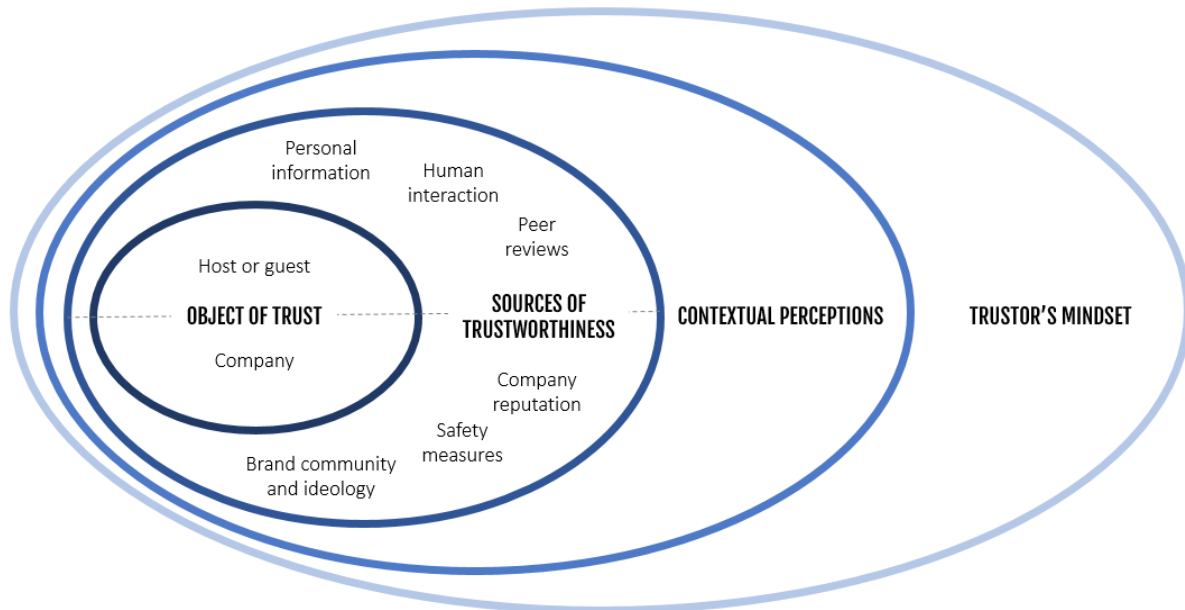 Personal
information
Human
interaction
Peer
reviews
Host or guest
OBJECT OF TRUST
SOURCES OF
TRUSTWORTHINESS
CONTEXTUAL PERCEPTIONS
TRUSTOR'S MINDSET
Company
Company
reputation
Safety
measures
Brand community
and ideology